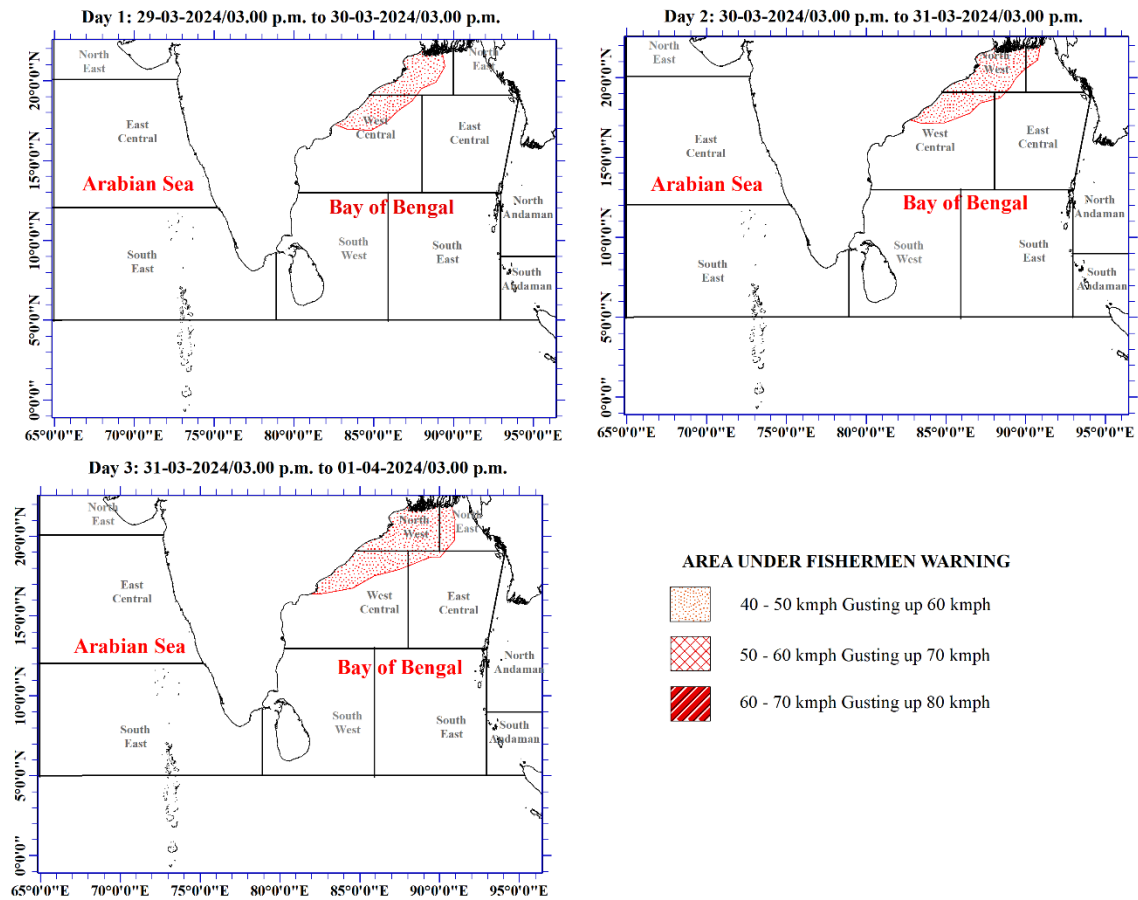 Day 1: 29-03-2024/03.00 p.m. to 30-03-2024/03.00 p.m.
North
East
North
East
20°0'0"N
East
Central
West
Central
East
Central
15°0'0"N
Arabian Sea
Bay of Bengal
North
Andaman
10°0'0"N
South
East
South
West
South
East
South
Andaman
5°0'0"N
0°0'0"
65°0'0"E 70°0'0"E 75°0'0"E 80°0'0"E 85°0'0"E 90°0'0"E 95°0'0"E
Day 2: 30-03-2024/03.00 p.m. to 31-03-2024/03.00 p.m.
North
East
North
West
20°0'0"N
East
Central
West
Central
East
Central
15°0'0"N
Arabian Sea
Bay of Bengal
North
Andaman
10°0'0"N
South
East
South
West
South
East
South
Andaman
5°0'0"N
0°0'0"
65°0'0"E 70°0'0"E 75°0'0"E 80°0'0"E 85°0'0"E 90°0'0"E 95°0'0"E
Day 3: 31-03-2024/03.00 p.m. to 01-04-2024/03.00 p.m.
North
East
North
West
North
East
20°0'0"N
East
Central
West
Central
East
Central
15°0'0"N
Arabian Sea
Bay of Bengal
North
Andaman
10°0'0"N
South
East
South
West
South
East
South
Andaman
5°0'0"N
0°0'0"
65°0'0"E 70°0'0"E 75°0'0"E 80°0'0"E 85°0'0"E 90°0'0"E 95°0'0"E
AREA UNDER FISHERMEN WARNING
40 - 50 kmph Gusting up 60 kmph
50 - 60 kmph Gusting up 70 kmph
60 - 70 kmph Gusting up 80 kmph